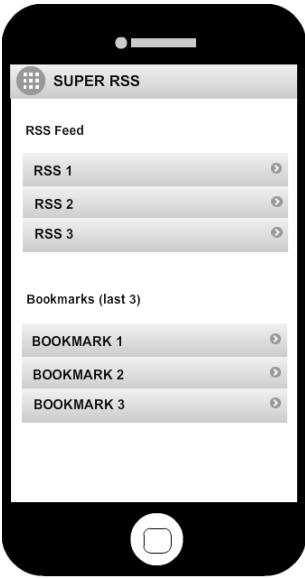 SUPER RSS
RSS Feed
RSS 1
RSS 2
RSS 3
Bookmarks (last 3)
BOOKMARK 1
BOOKMARK 2
BOOKMARK 3